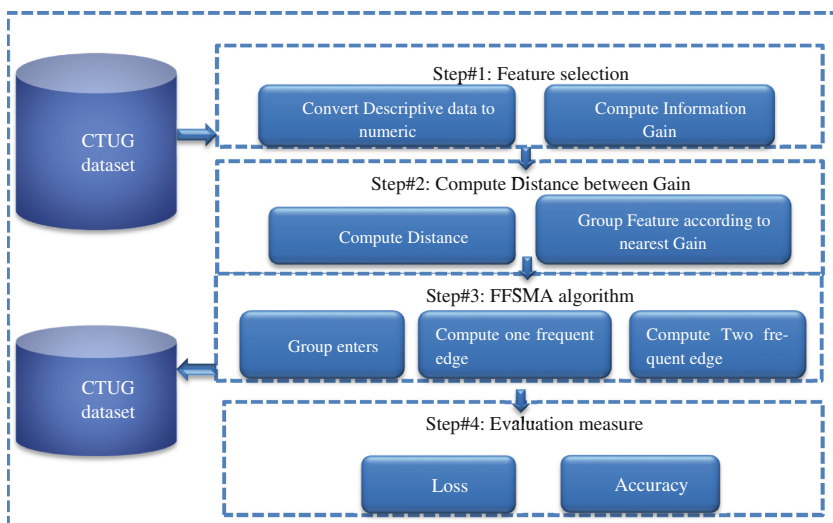 CTUG
dataset
Step#1: Feature selection
Convert Descriptive data to
numeric
Compute Information
Gain
Step#2: Compute Distance between Gain
Compute Distance
Group Feature according to
nearest Gain
Step#3: FFSMA algorithm
Group enters
Compute one frequent
edge
Compute Two fre-
quent edge
CTUG
dataset
Step#4: Evaluation measure
Loss
Accuracy